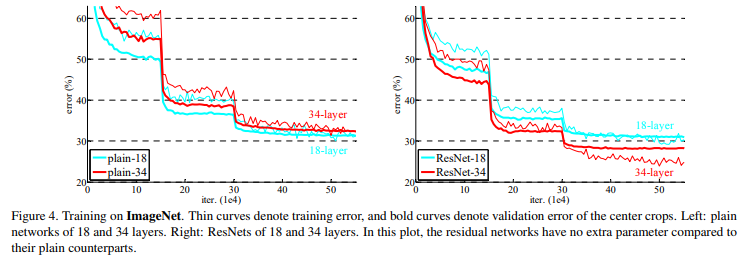 60
50
40
30
20
error (%)
34-layer
18-layer
plain-18
plain-34
0 10 20 30 40 50
iter. (1e4)
60
50
40
30
20
error (%)
18-layer
34-layer
ResNet-18
ResNet-34
0 10 20 30 40 50
iter. (1e4)
Figure 4. Training on ImageNet. Thin curves denote training error, and bold curves denote validation error of the center crops. Left: plain
networks of 18 and 34 layers. Right: ResNets of 18 and 34 layers. In this plot, the residual networks have no extra parameter compared to
their plain counterparts.